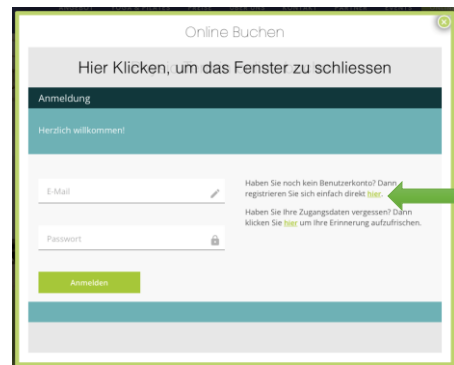 Online Buchen
Hier Klicken, um das Fenster zu schliessen
Anmeldung
Herzlich willkommen!
E-Mail
Passwort
Anmelden
Haben Sie noch kein Benutzerkonto? Dann
registrieren Sie sich einfach direkt hier.
Haben Sie Ihre Zugangsdaten vergessen? Dann
klicken Sie hier um Ihre Erinnerung aufzufrischen.